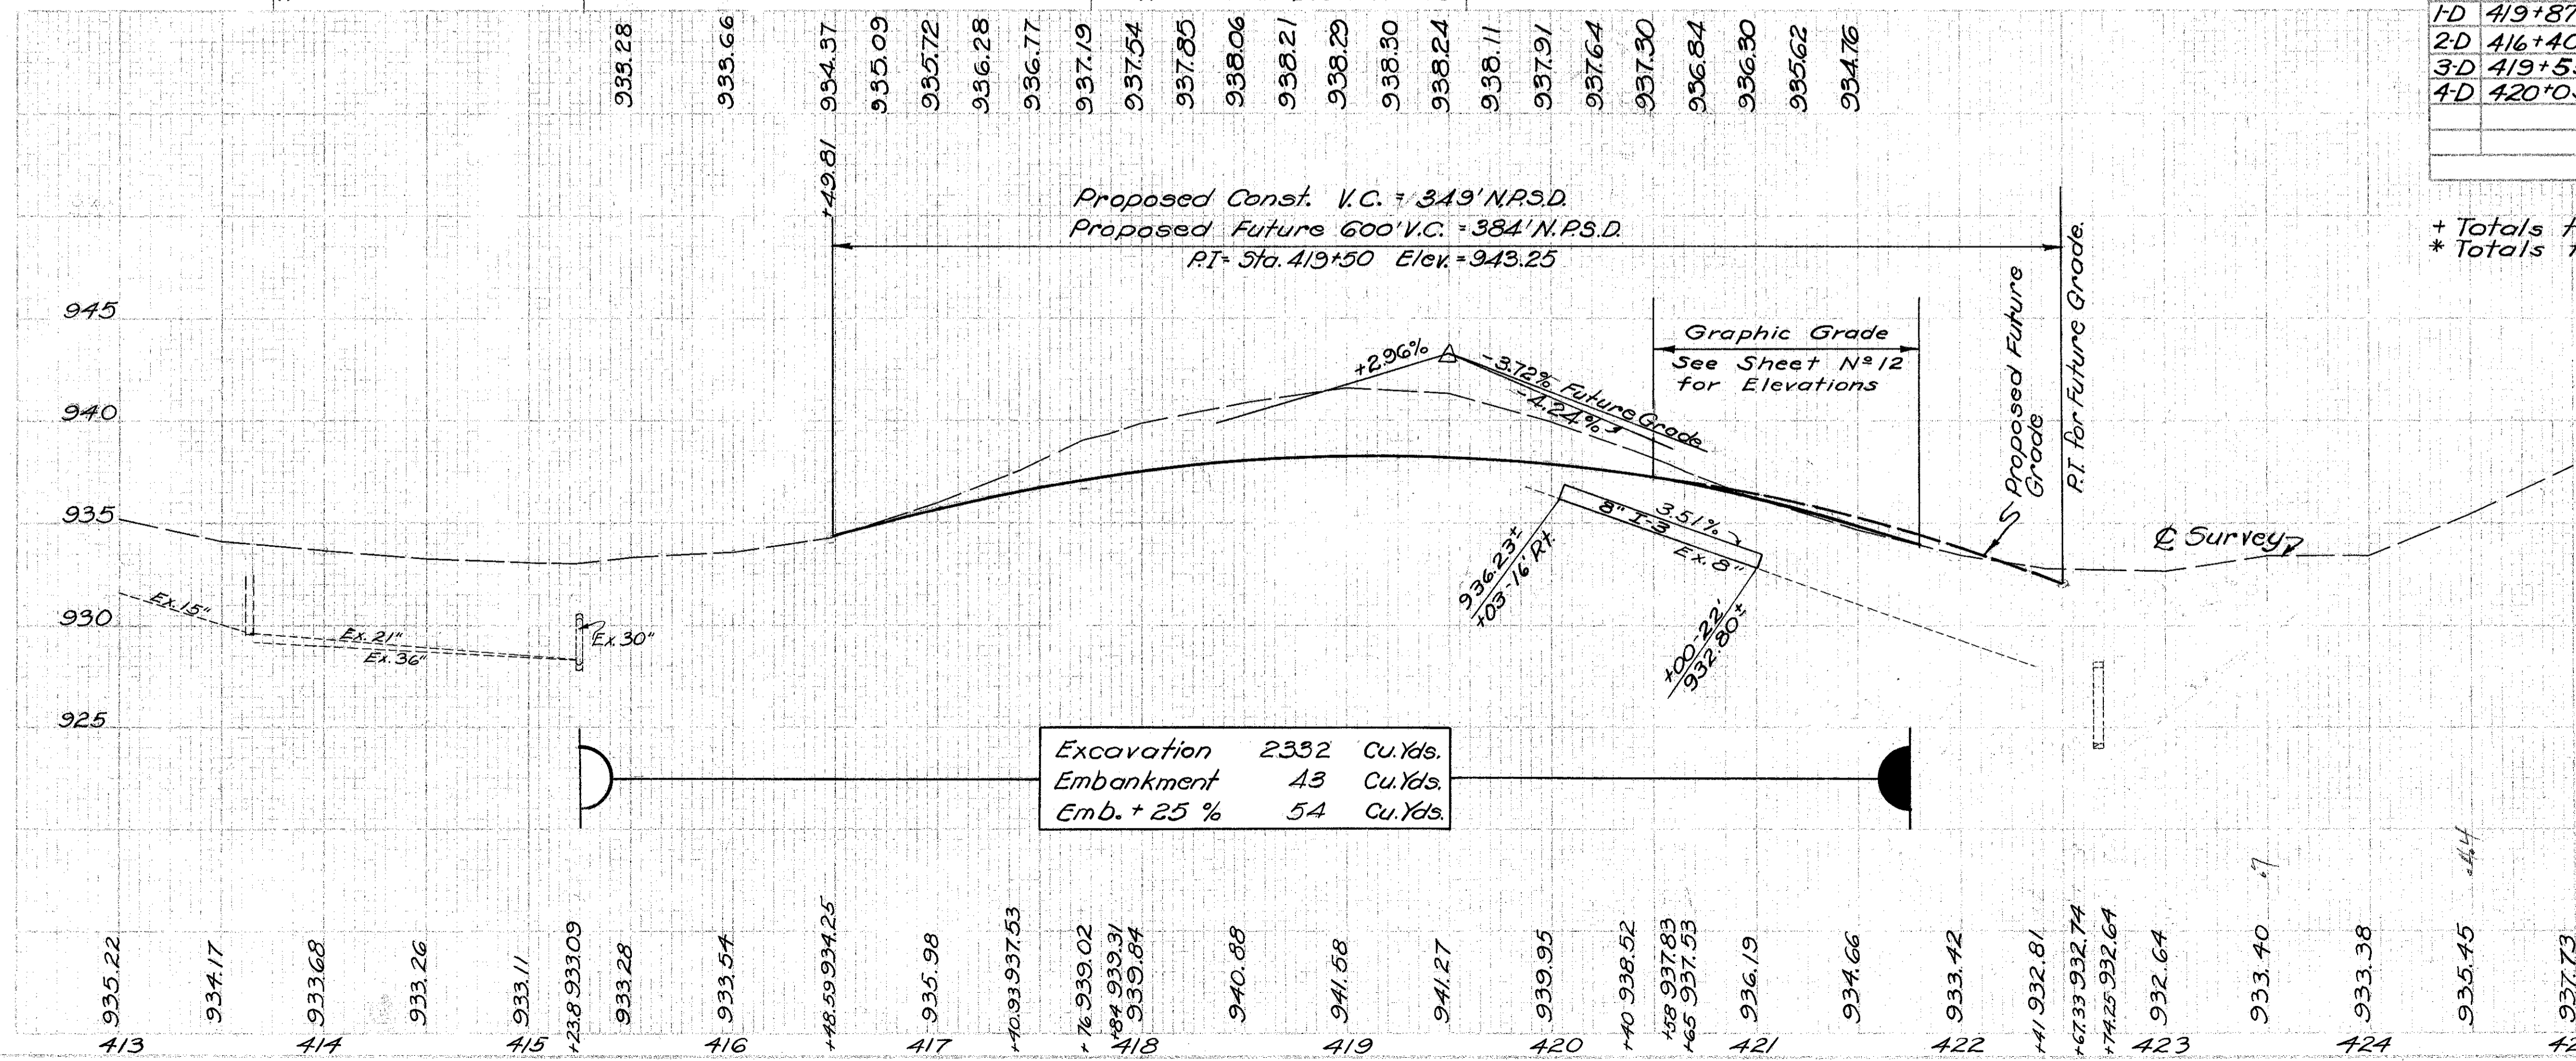 933.28
933.66
934.37
935.09
935.72
936.28
936.77
937.19
937.54
937.85
938.06
938.21
938.29
938.30
938.24
938.11
937.91
937.64
937.30
936.84
936.30
935.62
934.76
1-D 419+87
2-D 416+40
3-D 419+5
4-D 420+0
+49.81
Proposed Const. V.C. = 349' N.P.S.D.
Proposed Future 600' V.C. = 384' N.P.S.D.
P.I = Sta. 419+50 Elev. = 943.25
+ Totals
* Totals
945
940
935
930
925
+2.96%
-3.72% Future Grade
-4.24%
Graphic Grade
See Sheet Nº 12
for Elevations
Proposed Future
Grade
P.I. for Future Grade.
℄ Survey
3.51%
8" I-3
Ex. 8"
936.23±
+03-16' Rt.
+00-22'
932.80±
Ex. 15"
Ex. 21"
Ex. 36"
Ex. 30"
Excavation 2332 Cu. Yds.
Embankment 43 Cu. Yds.
Emb. + 25 % 54 Cu. Yds.
.7
.44
935.22
934.17
933.68
933.26
933.11
+23.8 933.09
933.28
933.54
+48.59 934.25
935.98
+40.93 937.53
+76 939.02
+84 939.31
939.84
940.88
941.58
941.27
939.95
+40 938.52
+58 937.83
+65 937.53
936.19
934.66
933.42
+41 932.81
+67.33 932.74
+74.25 932.64
932.64
933.40
933.38
935.45
937.73
413 414 415 416 417 418 419 420 421 422 423 424